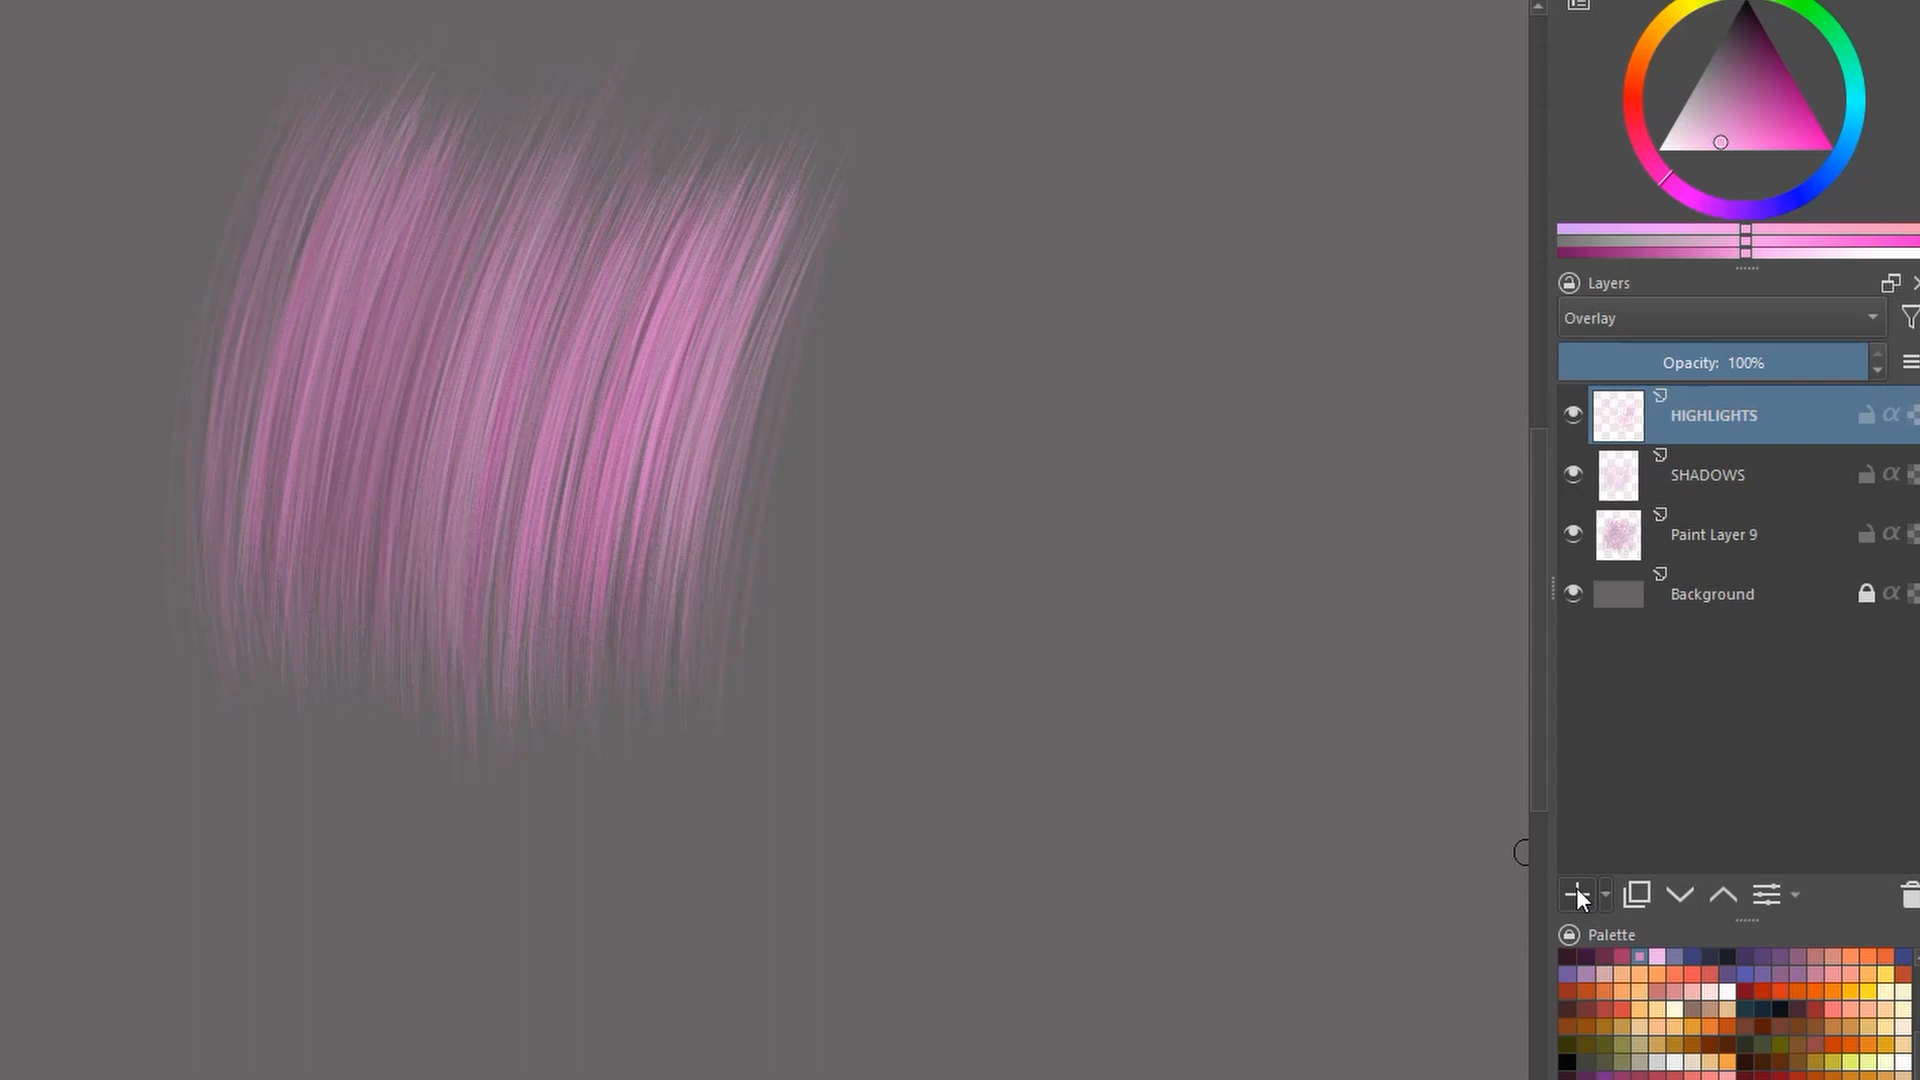 Layers
Overlay
Opacity: 100%
HIGHLIGHTS
SHADOWS
Paint Layer 9
Background
Palette